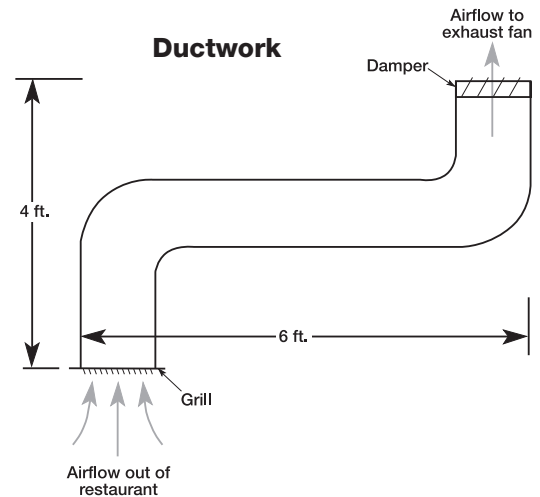 Airflow to
exhaust fan
Ductwork
Damper
4 ft.
6 ft.
Grill
Airflow out of
restaurant